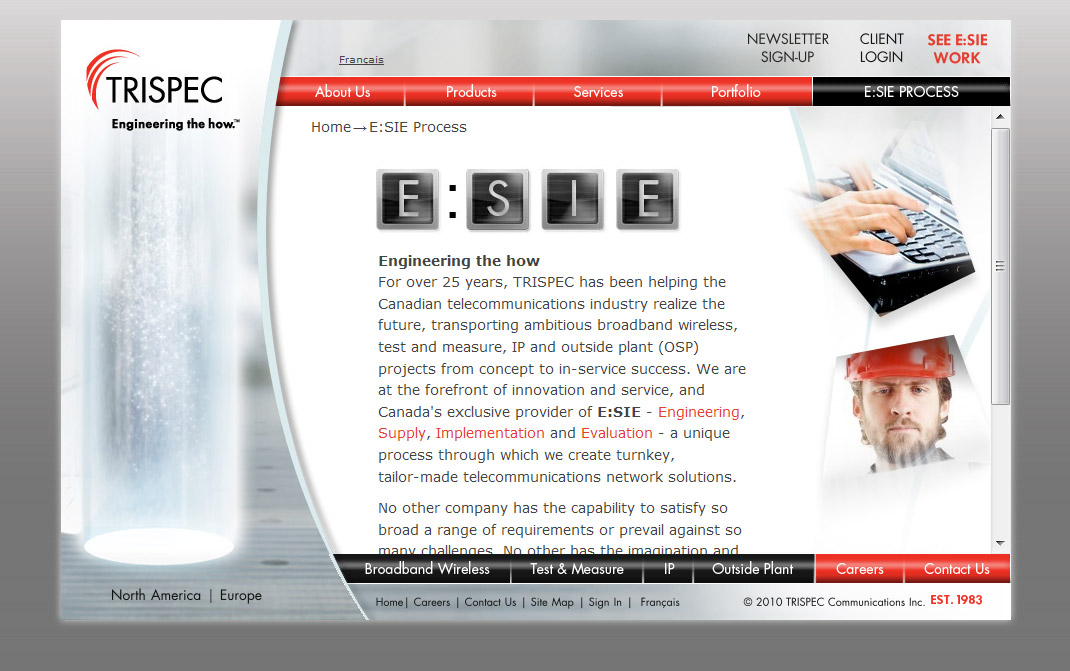 NEWSLETTER
SIGN-UP
CLIENT
LOGIN
SEE E:SIE
WORK
Français
TRISPEC
Engineering the how.™
About Us
Products
Services
Portfolio
E:SIE PROCESS
Home→E:SIE Process
E:SIE
Engineering the how
For over 25 years, TRISPEC has been helping the
Canadian telecommunications industry realize the
future, transporting ambitious broadband wireless,
test and measure, IP and outside plant (OSP)
projects from concept to in-service success. We are
at the forefront of innovation and service, and
Canada's exclusive provider of E:SIE - Engineering,
Supply, Implementation and Evaluation - a unique
process through which we create turnkey,
tailor-made telecommunications network solutions.
No other company has the capability to satisfy so
broad a range of requirements or prevail against so
many challenges. No other has the imagination and
Broadband Wireless
Test & Measure
IP
Outside Plant
Careers
Contact Us
North America | Europe
Home| Careers | Contact Us | Site Map | Sign In | Français
© 2010 TRISPEC Communications Inc. EST. 1983